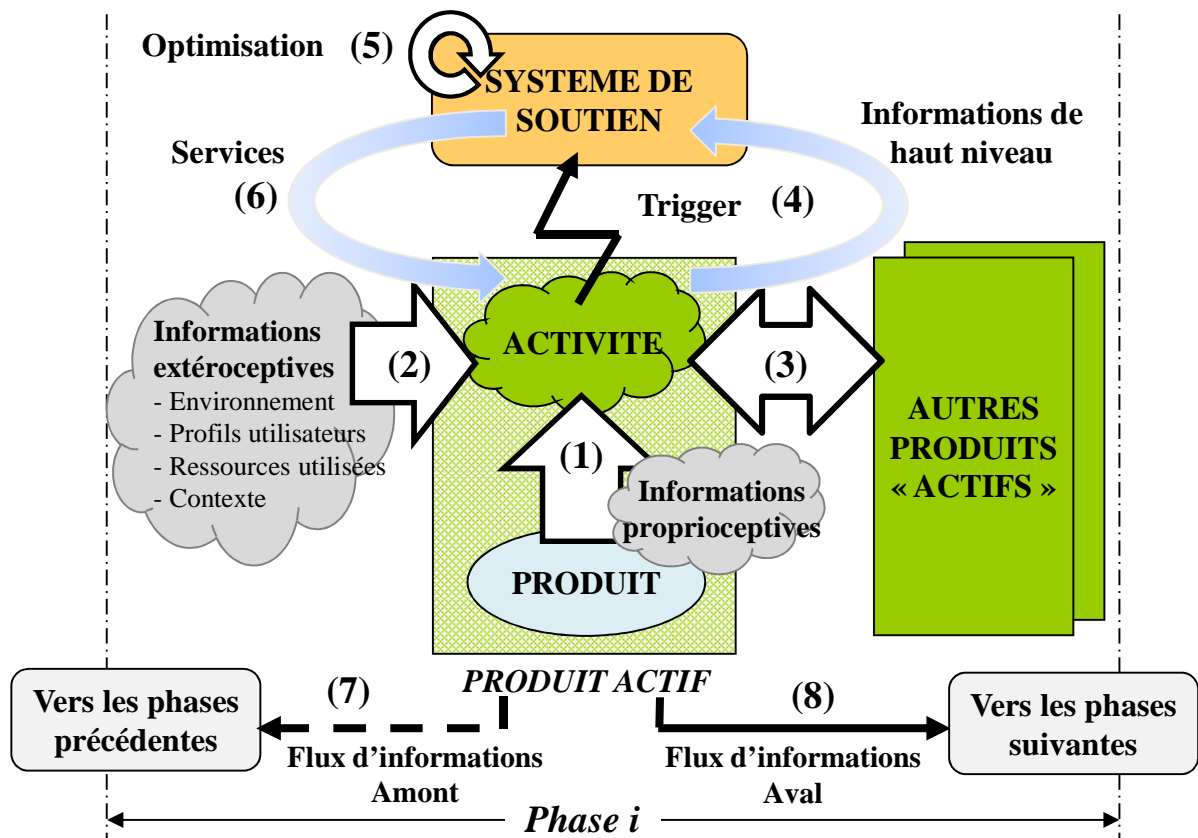 Optimisation (5)
SYSTEME DE
SOUTIEN
Services
(6)
Informations de
haut niveau
Trigger (4)
Informations
extéroceptives
- Environnement
- Profils utilisateurs
- Ressources utilisées
- Contexte
(2)
ACTIVITE
(3)
AUTRES
PRODUITS
« ACTIFS »
(1)
Informations
proprioceptives
PRODUIT
PRODUIT ACTIF
Vers les phases
précédentes
(7)
Flux d’informations
Amont
(8)
Flux d’informations
Aval
Vers les phases
suivantes
Phase i